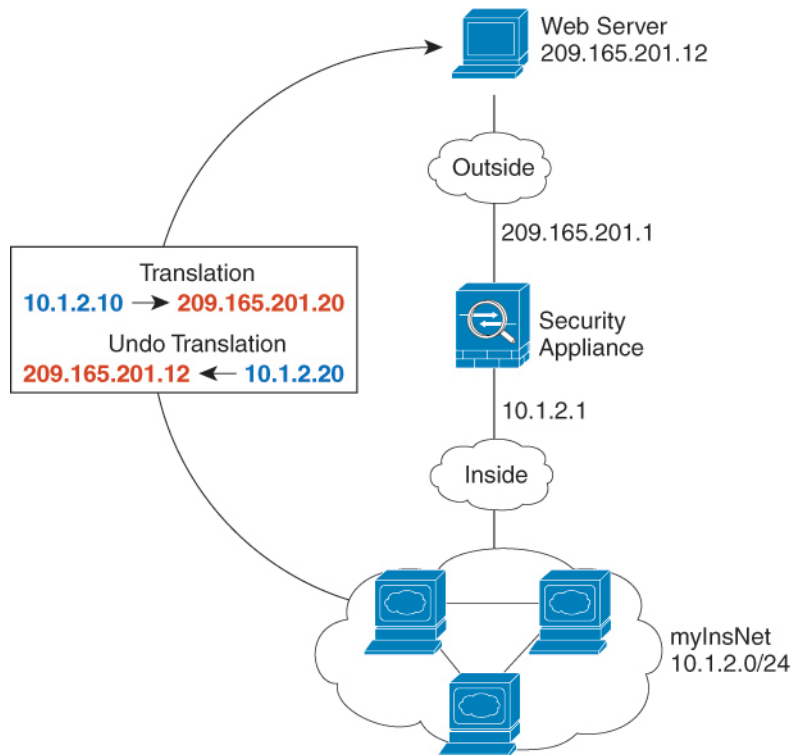 Web Server
209.165.201.12
Outside
209.165.201.1
Translation
10.1.2.10 → 209.165.201.20
Undo Translation
209.165.201.12 ← 10.1.2.20
Security
Appliance
10.1.2.1
Inside
myInsNet
10.1.2.0/24